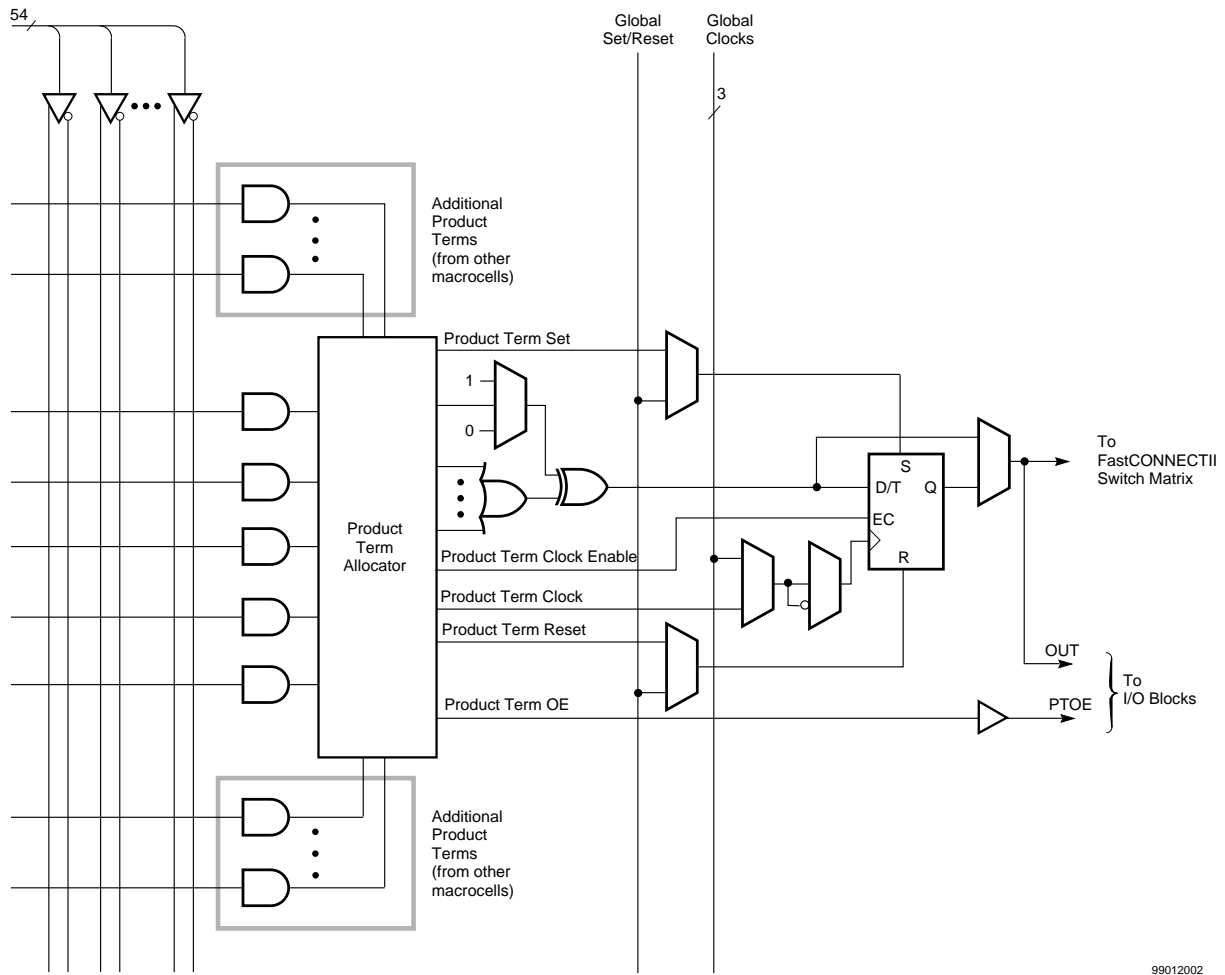 54
Global
Set/Reset
Global
Clocks
3
Additional
Product
Terms
(from other
macrocells)
Product Term Set
1
0
Product
Term
Allocator
S
D/T Q
EC
R
To
FastCONNECTII
Switch Matrix
Product Term Clock Enable
Product Term Clock
Product Term Reset
Product Term OE
OUT
PTOE
To
I/O Blocks
Additional
Product
Terms
(from other
macrocells)
99012002